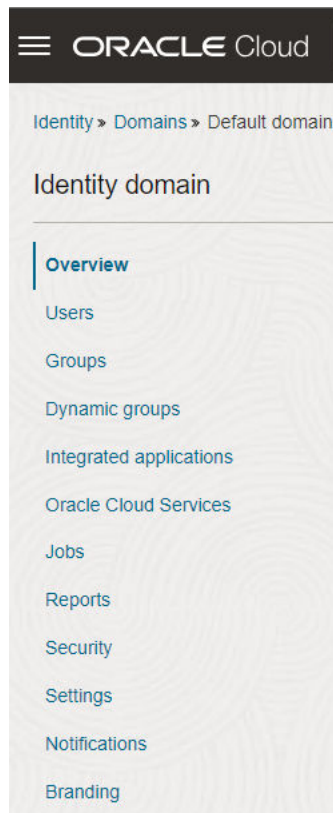 ORACLE Cloud
Identity » Domains » Default domain
Identity domain
Overview
Users
Groups
Dynamic groups
Integrated applications
Oracle Cloud Services
Jobs
Reports
Security
Settings
Notifications
Branding